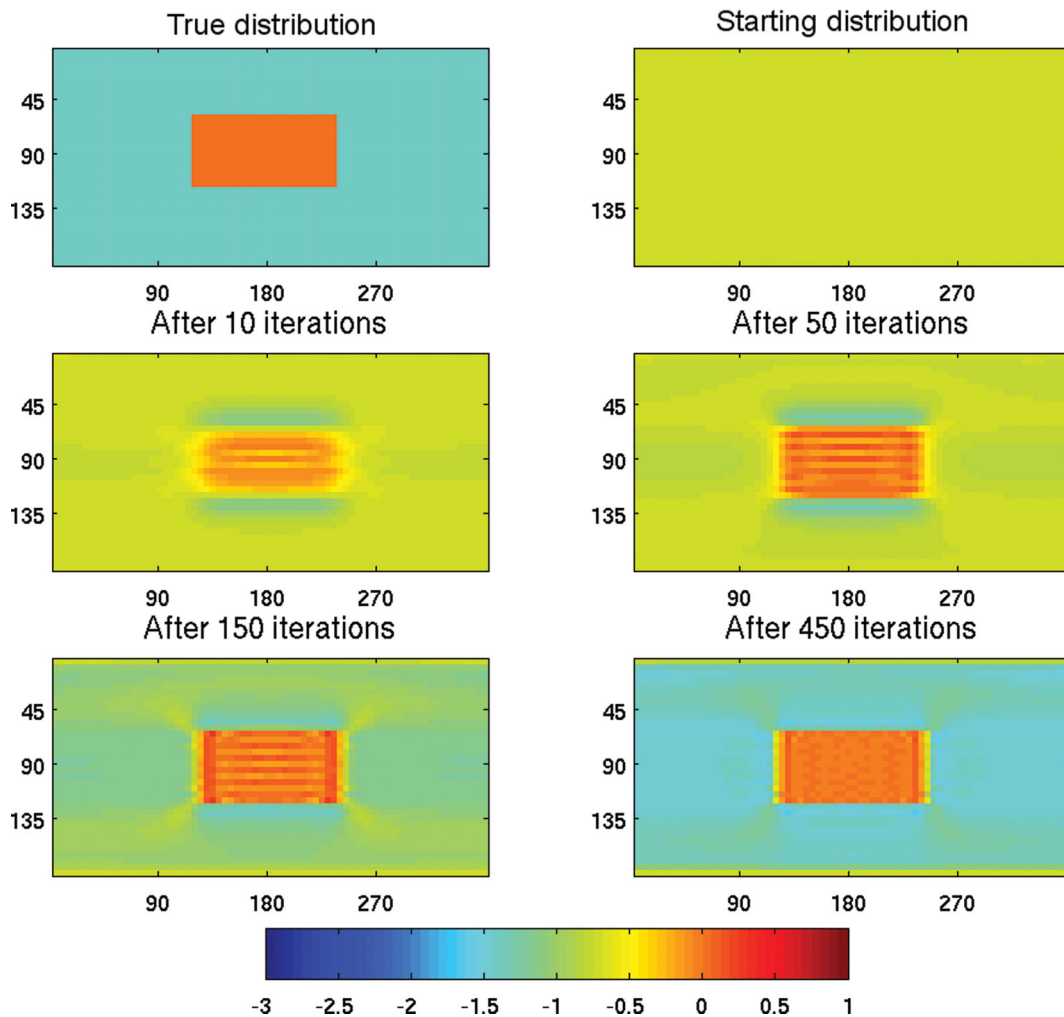 True distribution
Starting distribution
45
90
135
90 180 270
45
90
135
90 180 270
After 10 iterations
After 50 iterations
45
90
135
90 180 270
45
90
135
90 180 270
After 150 iterations
After 450 iterations
45
90
135
90 180 270
45
90
135
90 180 270
-3 -2.5 -2 -1.5 -1 -0.5 0 0.5 1